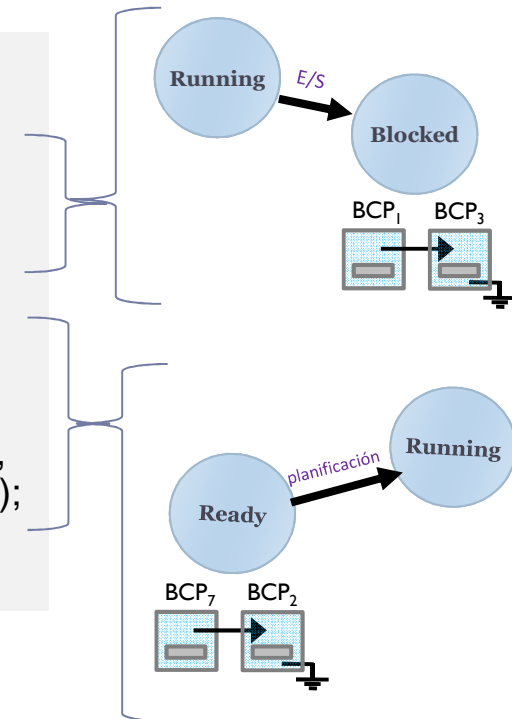 Running
E/S
Blocked
BCP1 BCP3
,
);
planificación
Running
Ready
BCP7 BCP2